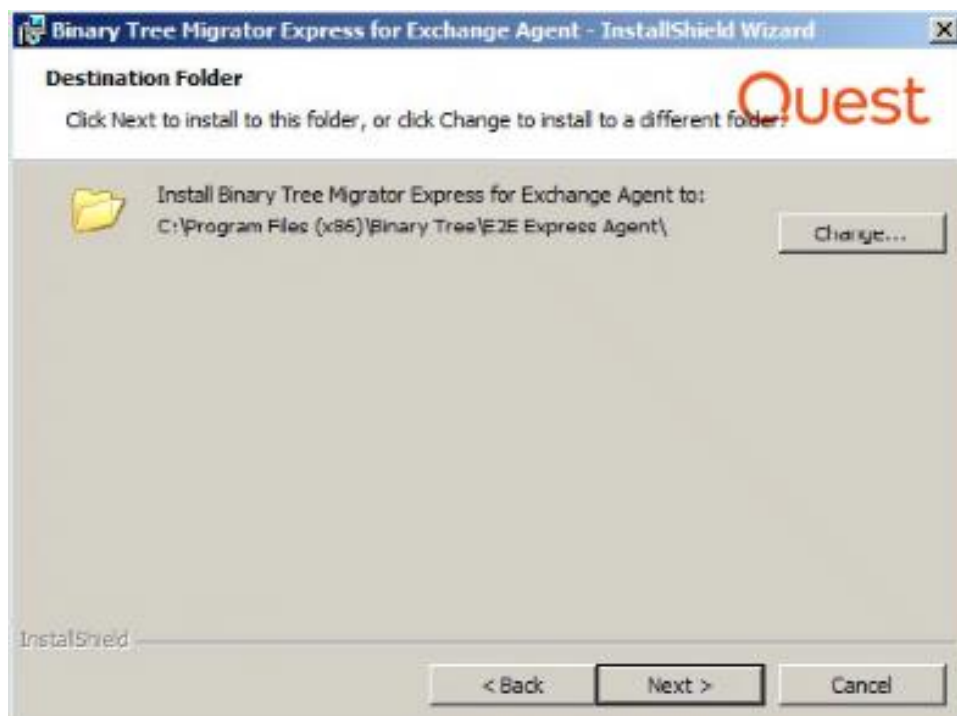 Binary Tree Migrator Express for Exchange Agent - InstallShield Wizard
Destination Folder
Click Next to install to this folder, or click Change to install to a different folder.
Quest
Install Binary Tree Migrator Express for Exchange Agent to:
C:\Program Files (x86)\Binary Tree\E2E Express Agent\
Change...
InstallShield
< Back
Next >
Cancel